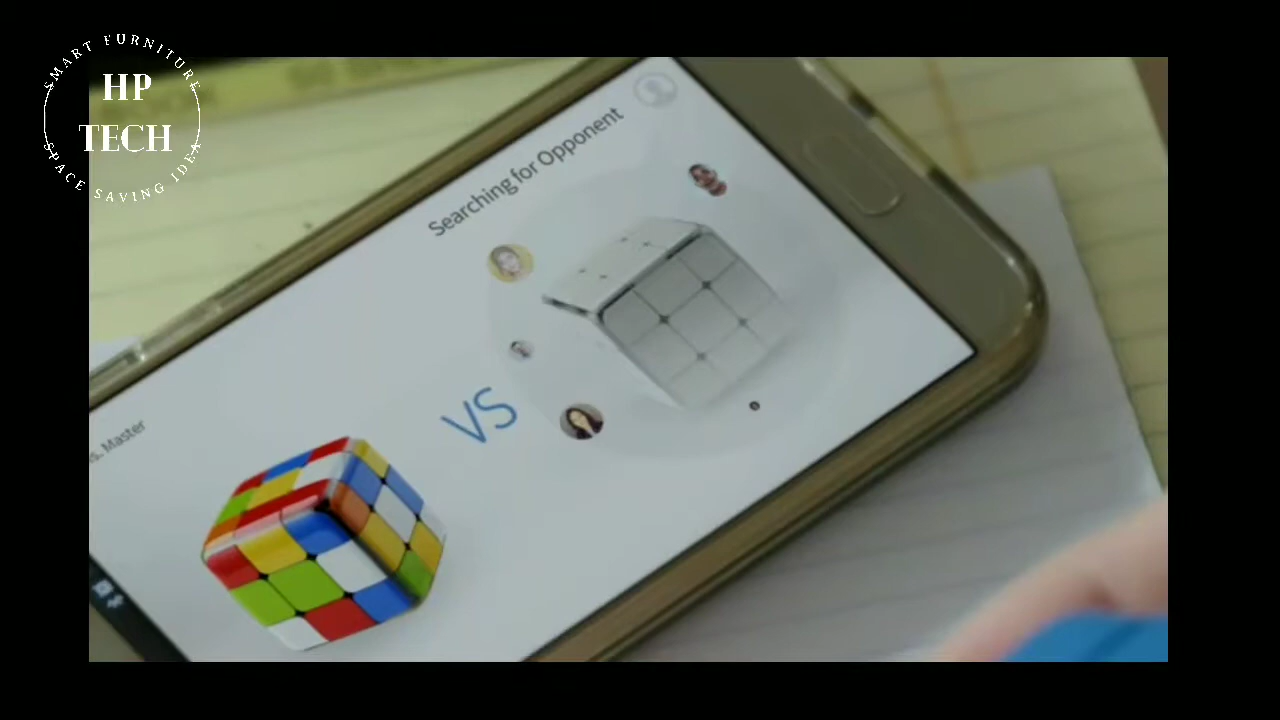 SMART FURNITURE
HP
TECH
SPACE SAVING IDEA
Searching for Opponent
VS
Master